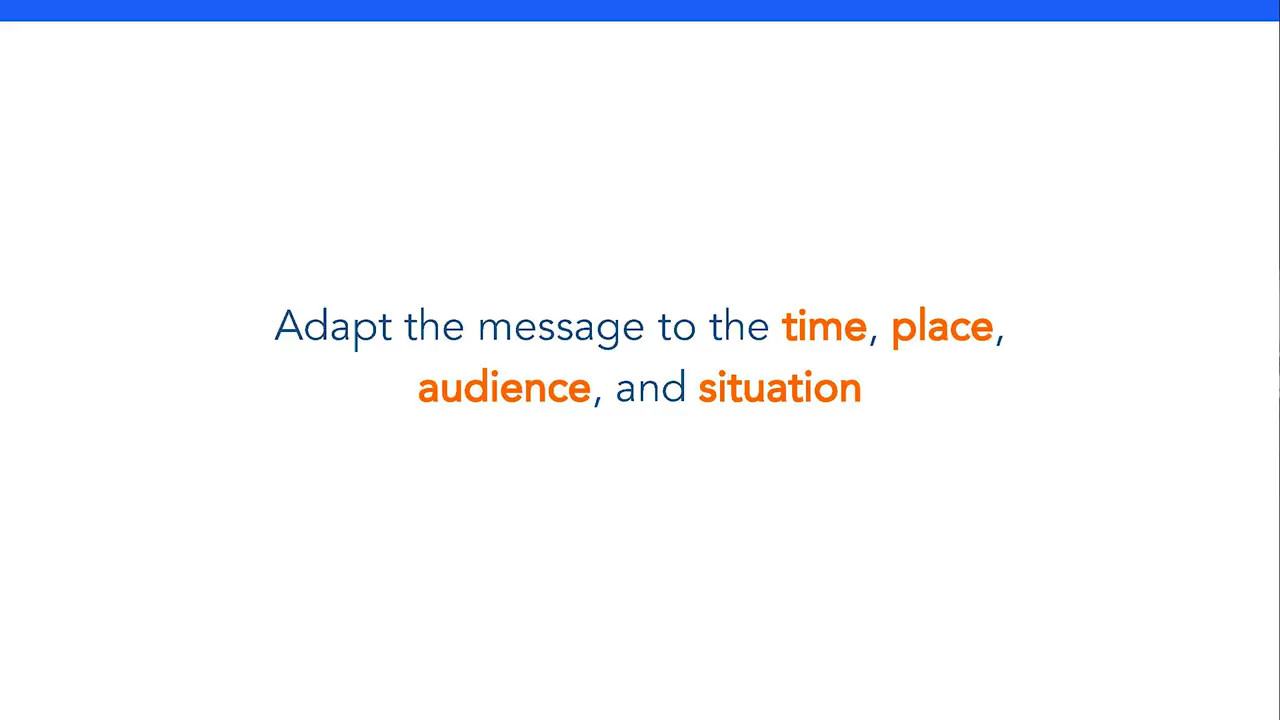 Adapt the message to the time, place,
audience, and situation